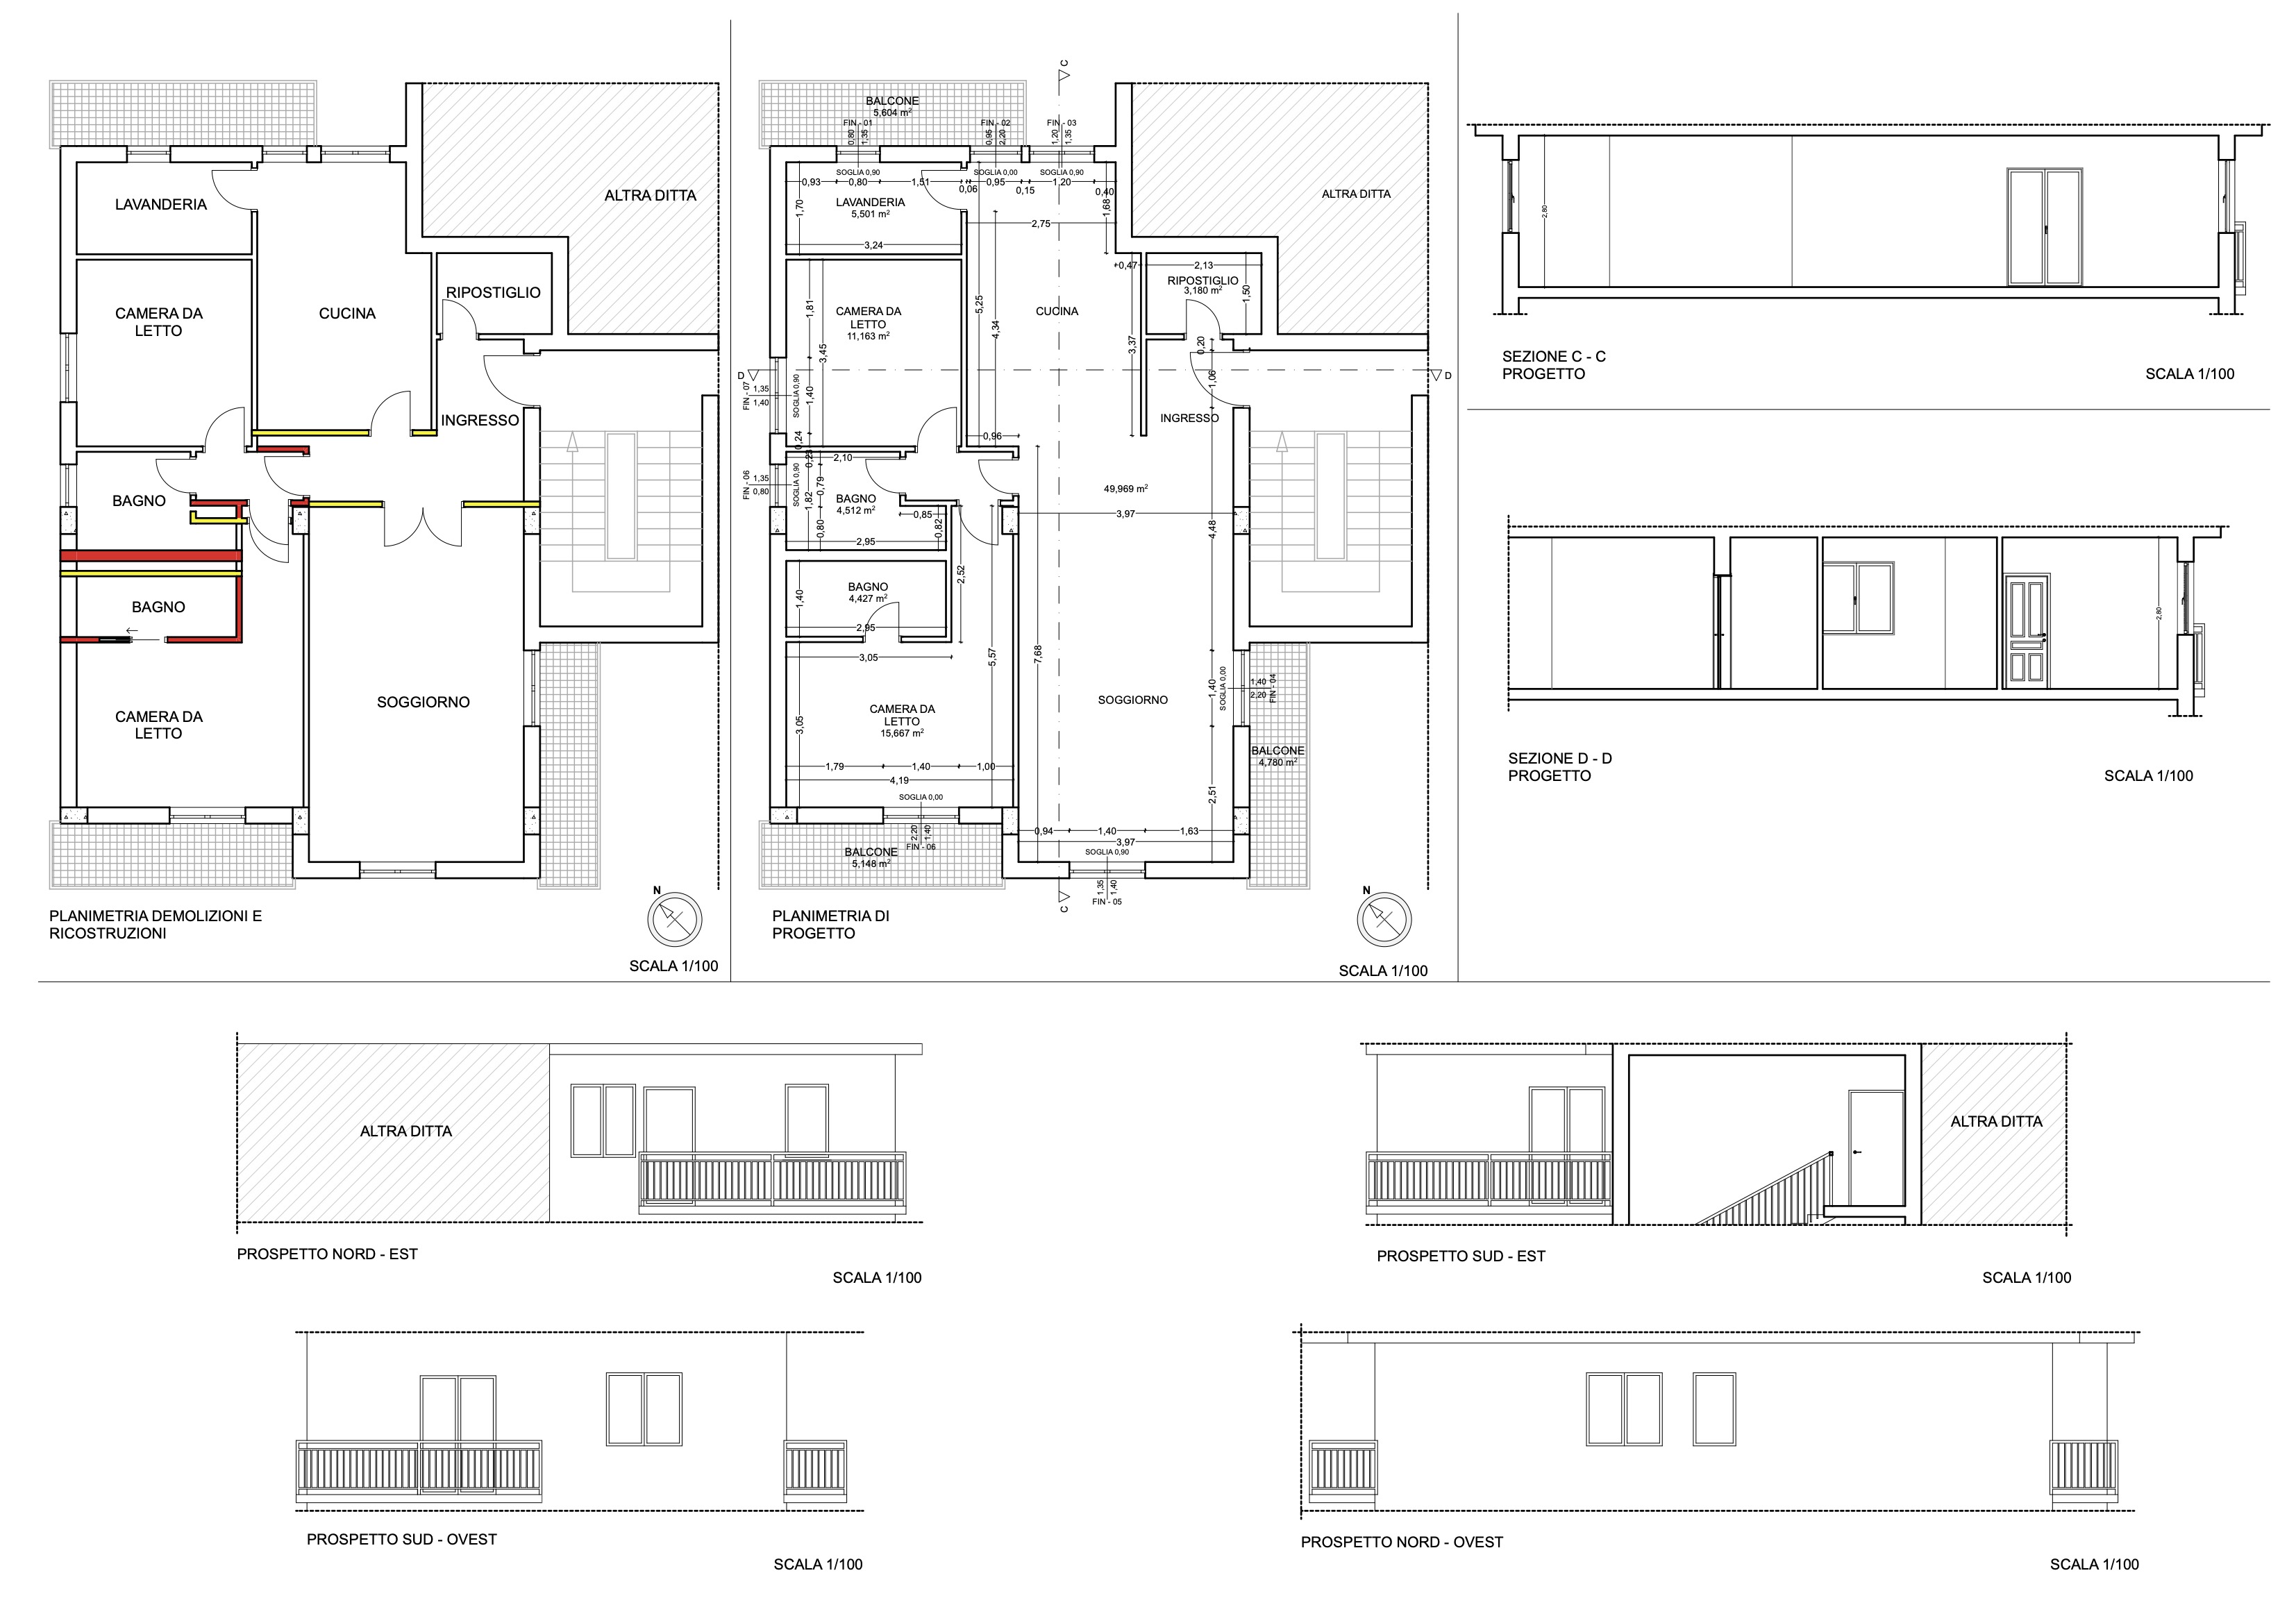 LAVANDERIA
ALTRA DITTA
CAMERA DA
LETTO
CUCINA
RIPOSTIGLIO
INGRESSO
BAGNO
BAGNO
CAMERA DA
LETTO
SOGGIORNO
N
PLANIMETRIA DEMOLIZIONI E
RICOSTRUZIONI
SCALA 1/100
C
BALCONE
5,604 m²
FIN - 01
0,80
1,35
FIN - 02
0,95
2,20
FIN - 03
1,20
1,35
SOGLIA 0,90
SOGLIA 0,00
SOGLIA 0,90
0,93
0,80
1,51
0,06
0,95
0,15
1,20
0,40
1,70
LAVANDERIA
5,501 m²
1,68
2,75
3,24
ALTRA DITTA
0,47
2,13
RIPOSTIGLIO
3,180 m²
1,50
1,81
CAMERA DA
LETTO
11,163 m²
3,45
5,25
4,34
CUCINA
3,37
0,20
D
D
FIN - 07
1,35
1,40
SOGLIA 0,90
1,40
1,06
INGRESSO
0,24
0,96
0,23
2,10
FIN - 06
1,35
0,80
SOGLIA 0,90
1,82
0,79
BAGNO
4,512 m²
0,85
0,80
0,82
2,95
49,969 m²
3,97
4,48
2,52
BAGNO
4,427 m²
1,40
2,95
3,05
5,57
7,68
CAMERA DA
LETTO
15,667 m²
3,05
SOGGIORNO
1,40
SOGLIA 0,00
1,40
2,20
FIN - 04
BALCONE
4,780 m²
1,79
1,40
1,00
4,19
2,51
SOGLIA 0,00
2,20
1,40
FIN - 06
BALCONE
5,148 m²
0,94
1,40
1,63
3,97
SOGLIA 0,90
1,35
1,40
FIN - 05
C
N
PLANIMETRIA DI
PROGETTO
SCALA 1/100
2,80
SEZIONE C - C
PROGETTO
SCALA 1/100
2,80
SEZIONE D - D
PROGETTO
SCALA 1/100
ALTRA DITTA
PROSPETTO NORD - EST
SCALA 1/100
ALTRA DITTA
PROSPETTO SUD - EST
SCALA 1/100
PROSPETTO SUD - OVEST
SCALA 1/100
PROSPETTO NORD - OVEST
SCALA 1/100